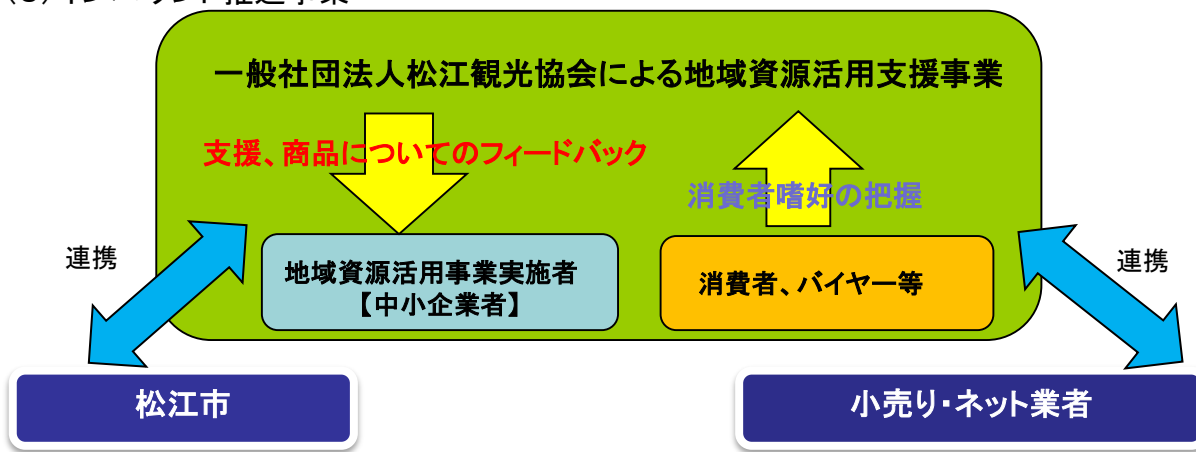 一般社団法人松江観光協会による地域資源活用支援事業
支援、商品についてのフィードバック
消費者嗜好の把握
連携
地域資源活用事業実施者
【中小企業者】
消費者、バイヤー等
連携
松江市
小売り・ネット業者